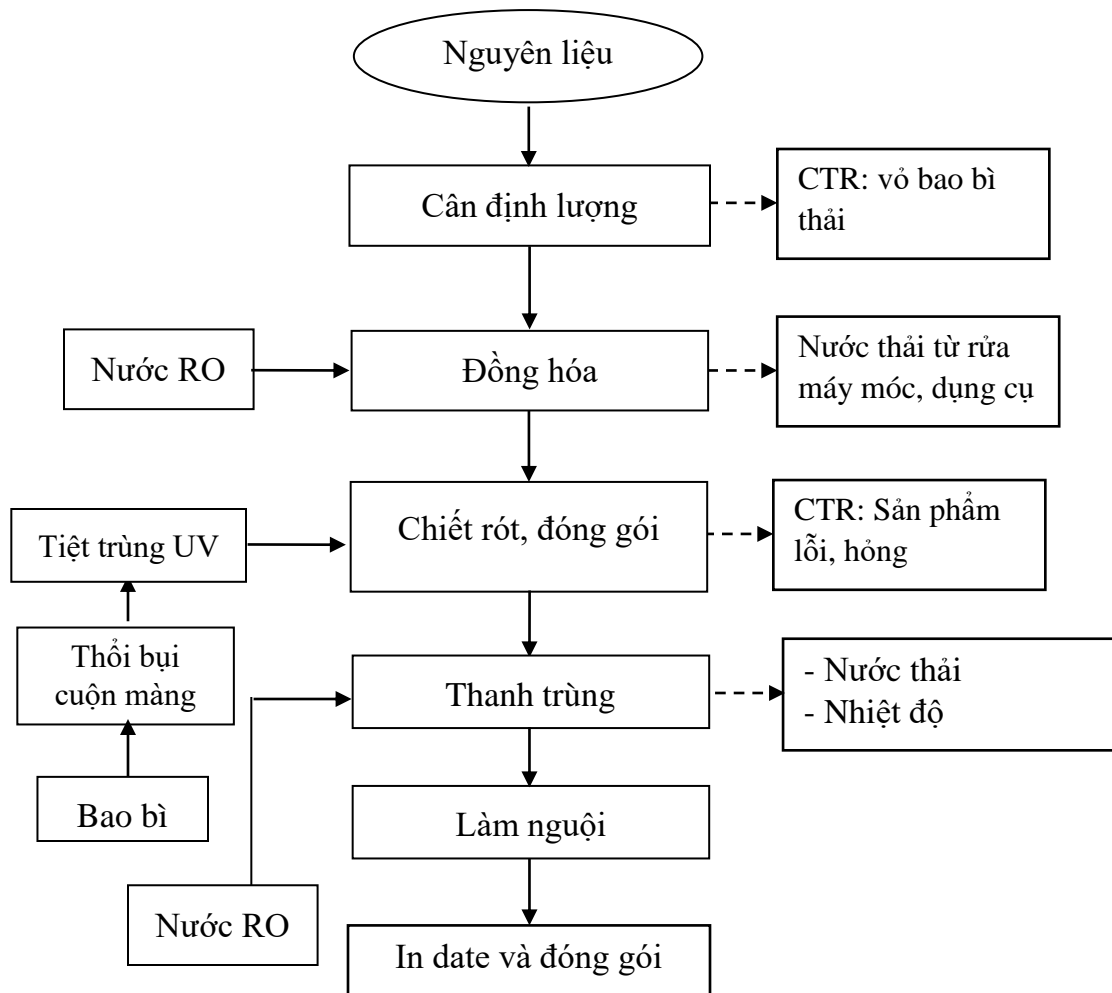 Nguyên liệu
Cân định lượng
CTR: vỏ bao bì
thải
Nước RO
Đồng hóa
Nước thải từ rửa
máy móc, dụng cụ
Tiệt trùng UV
Chiết rót, đóng gói
CTR: Sản phẩm
lỗi, hỏng
Thổi bụi
cuộn màng
Thanh trùng
- Nước thải
- Nhiệt độ
Bao bì
Làm nguội
Nước RO
In date và đóng gói